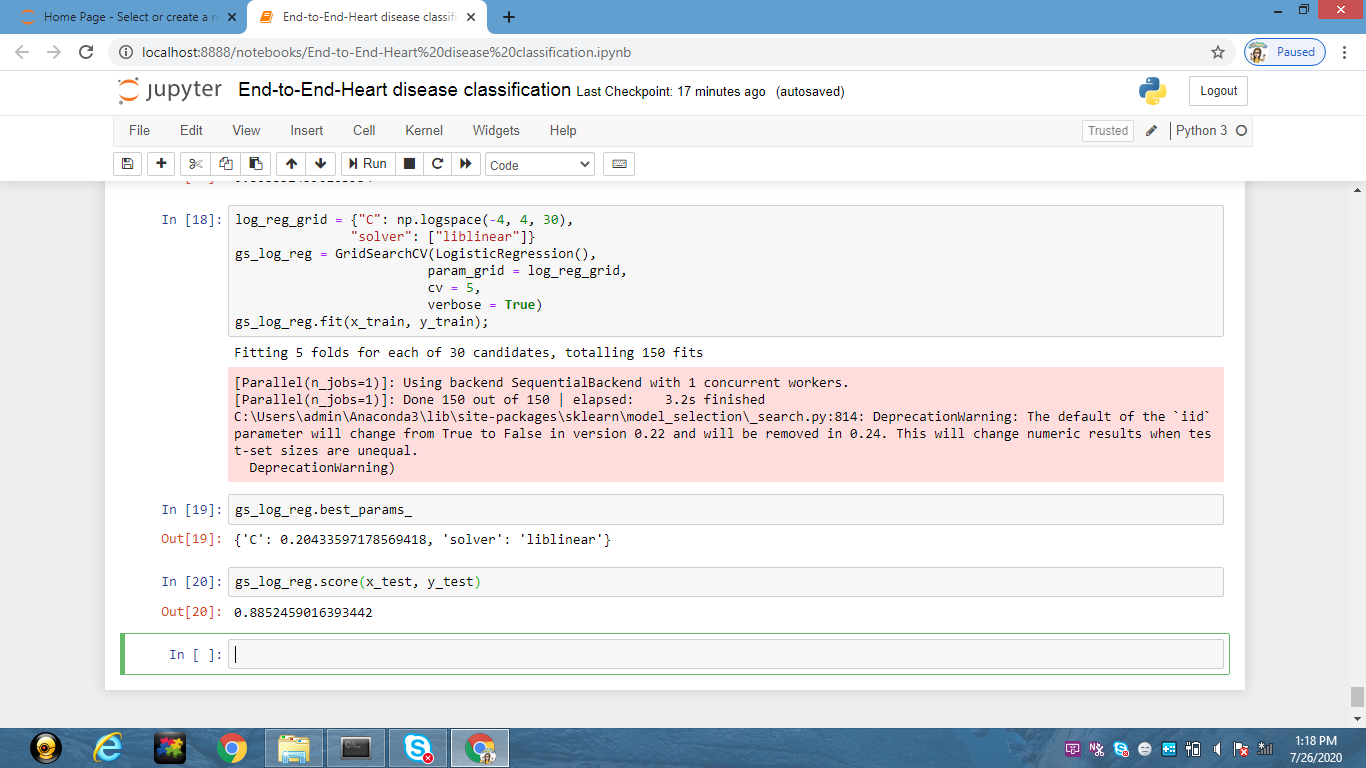 Home Page - Select or create a n
End-to-End-Heart disease classifi
localhost:8888/notebooks/End-to-End-Heart%20disease%20classification.ipynb
Paused
jupyter End-to-End-Heart disease classification Last Checkpoint: 17 minutes ago (autosaved)
Logout
File Edit View Insert Cell Kernel Widgets Help
Trusted
Python 3
Run
Code
In [18]: log_reg_grid = {"C": np.logspace(-4, 4, 30),
"solver": ["liblinear"]}
gs_log_reg = GridSearchCV(LogisticRegression(),
param_grid = log_reg_grid,
cv = 5,
verbose = True)
gs_log_reg.fit(x_train, y_train);
Fitting 5 folds for each of 30 candidates, totalling 150 fits
[Parallel(n_jobs=1)]: Using backend SequentialBackend with 1 concurrent workers.
[Parallel(n_jobs=1)]: Done 150 out of 150 | elapsed:    3.2s finished
C:\Users\admin\Anaconda3\lib\site-packages\sklearn\model_selection\_search.py:814: DeprecationWarning: The default of the `iid`
parameter will change from True to False in version 0.22 and will be removed in 0.24. This will change numeric results when tes
t-set sizes are unequal.
DeprecationWarning)
In [19]: gs_log_reg.best_params_
Out[19]: {'C': 0.20433597178569418, 'solver': 'liblinear'}
In [20]: gs_log_reg.score(x_test, y_test)
Out[20]: 0.8852459016393442
In [ ]:
1:18 PM
7/26/2020